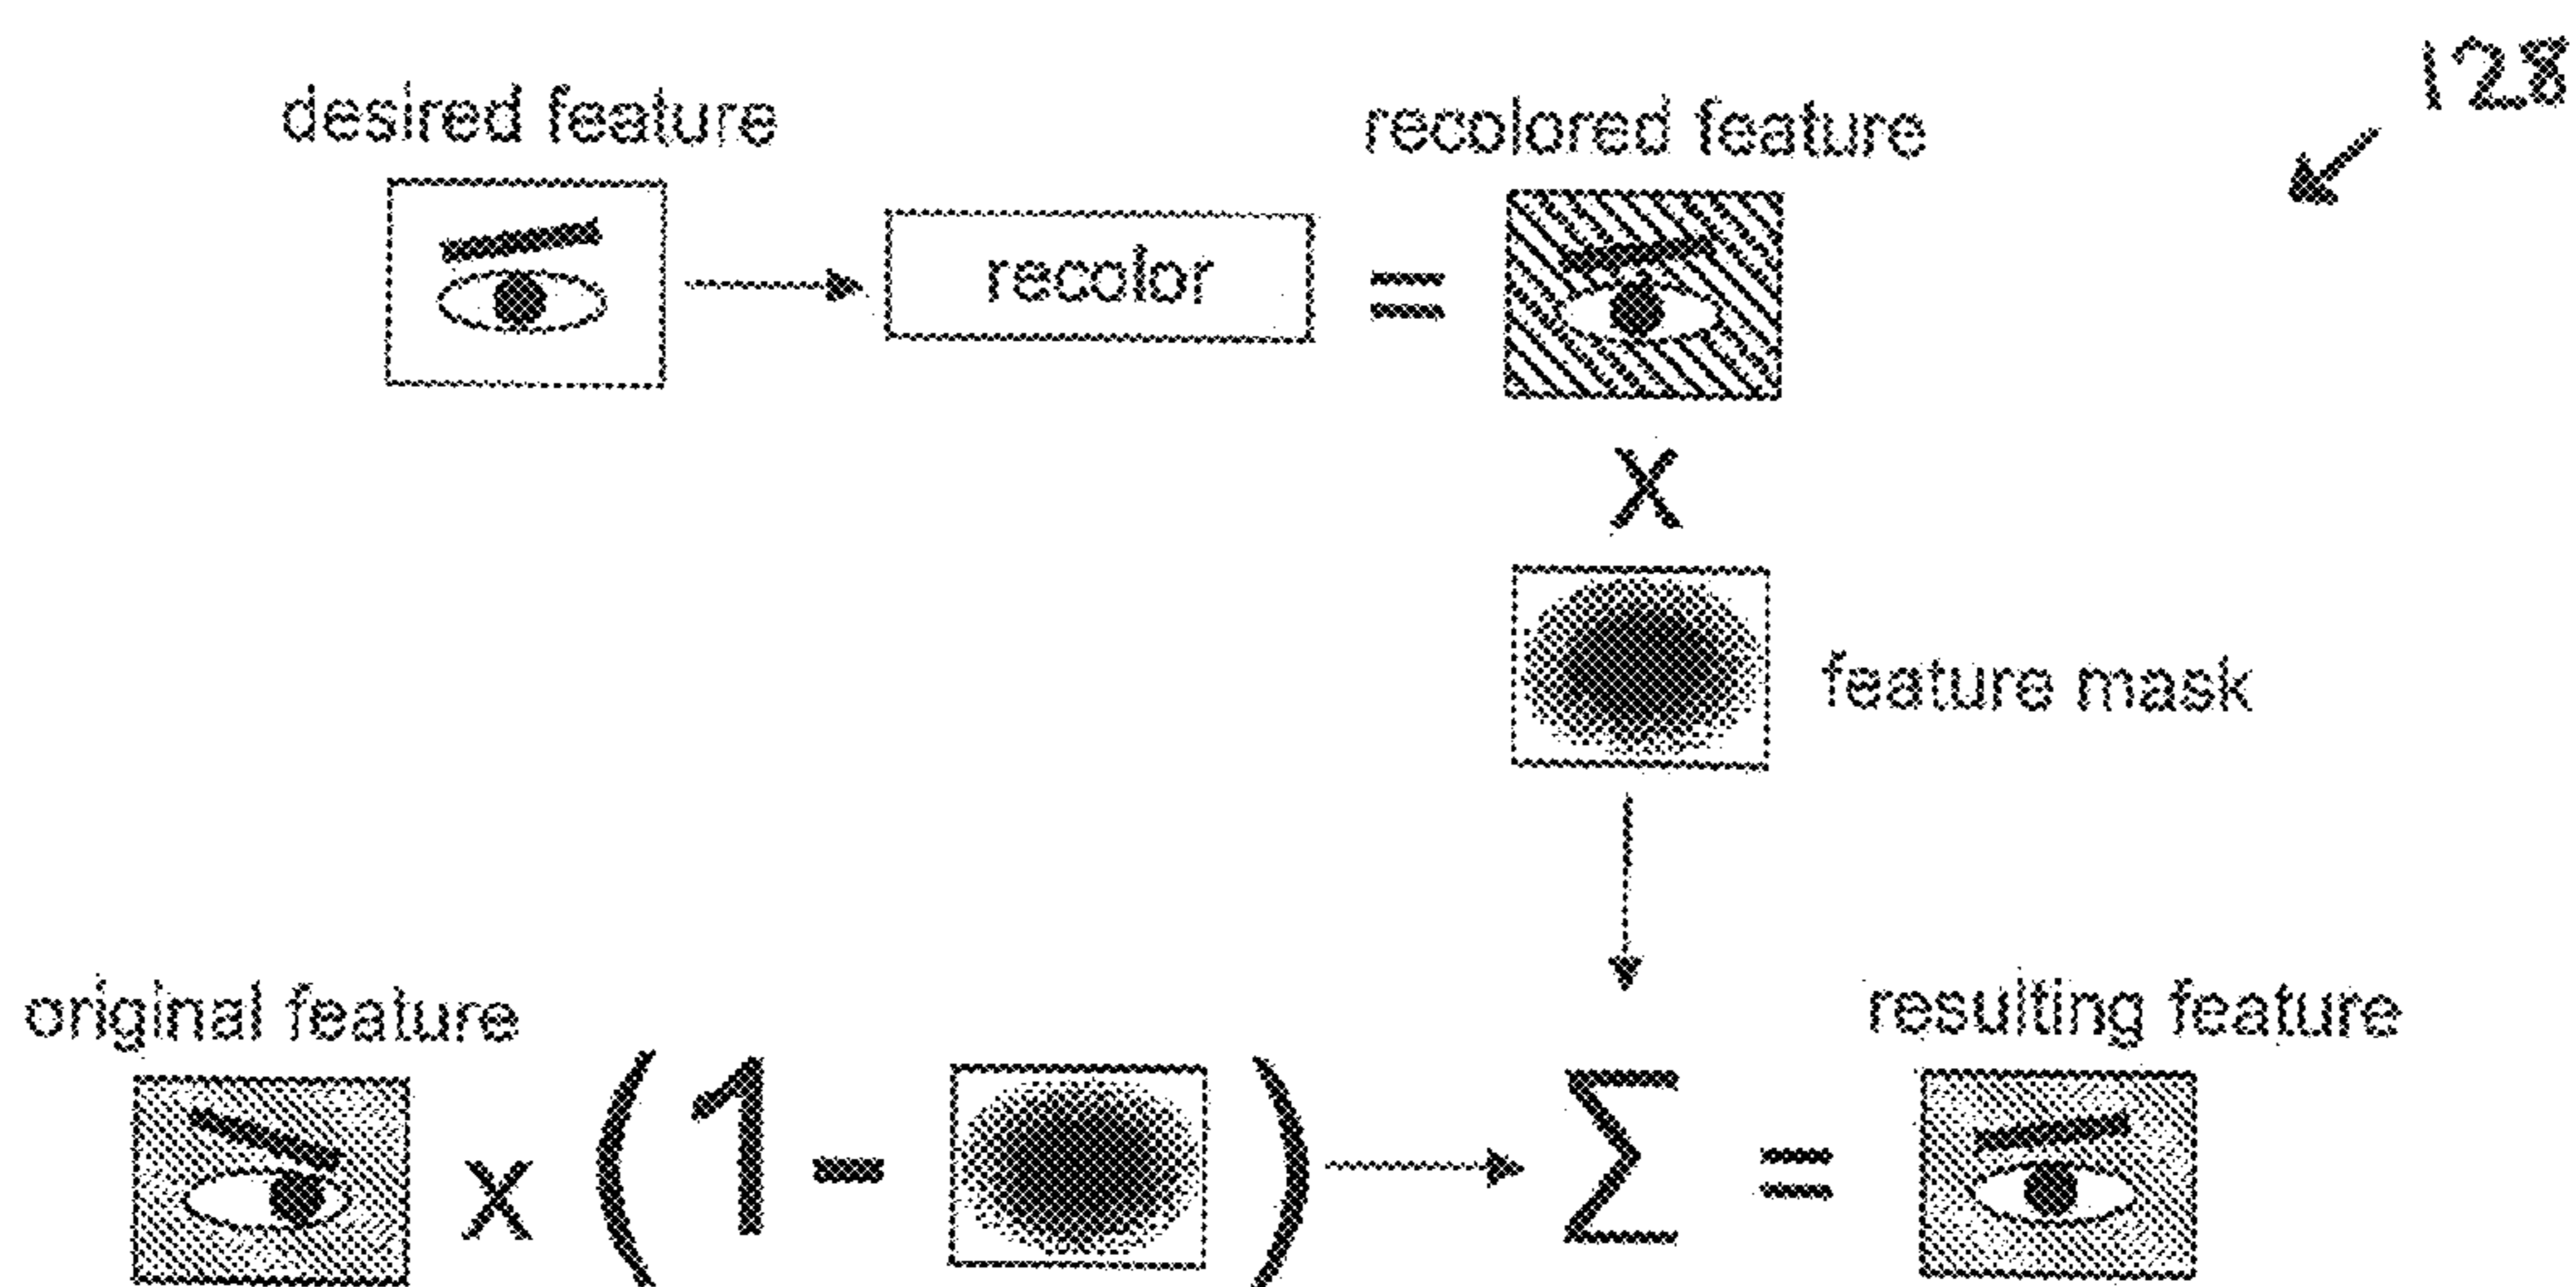 128
desired feature
recolored feature
recolor
=
X
feature mask
original feature
resulting feature
x (1 - ) Σ =